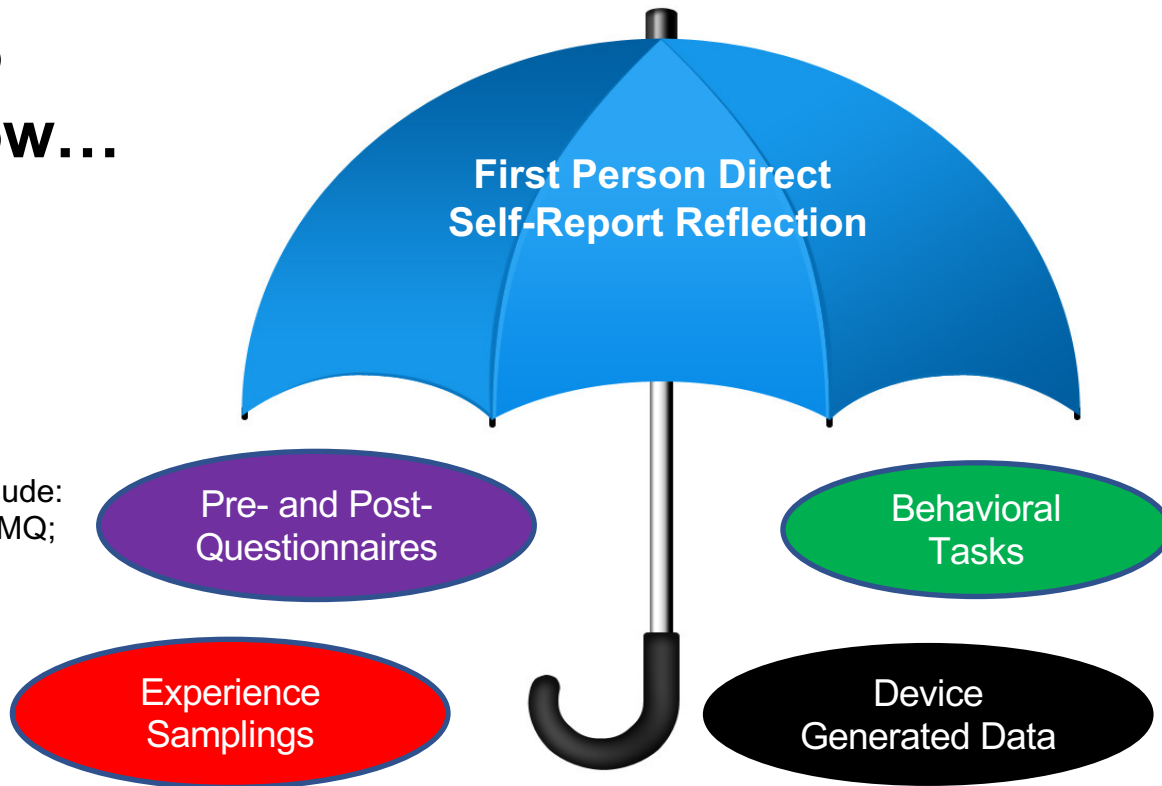 ow…
First Person Direct
Self-Report Reflection
ude:
MQ;
Pre- and Post-
Questionnaires
Behavioral
Tasks
Experience
Samplings
Device
Generated Data